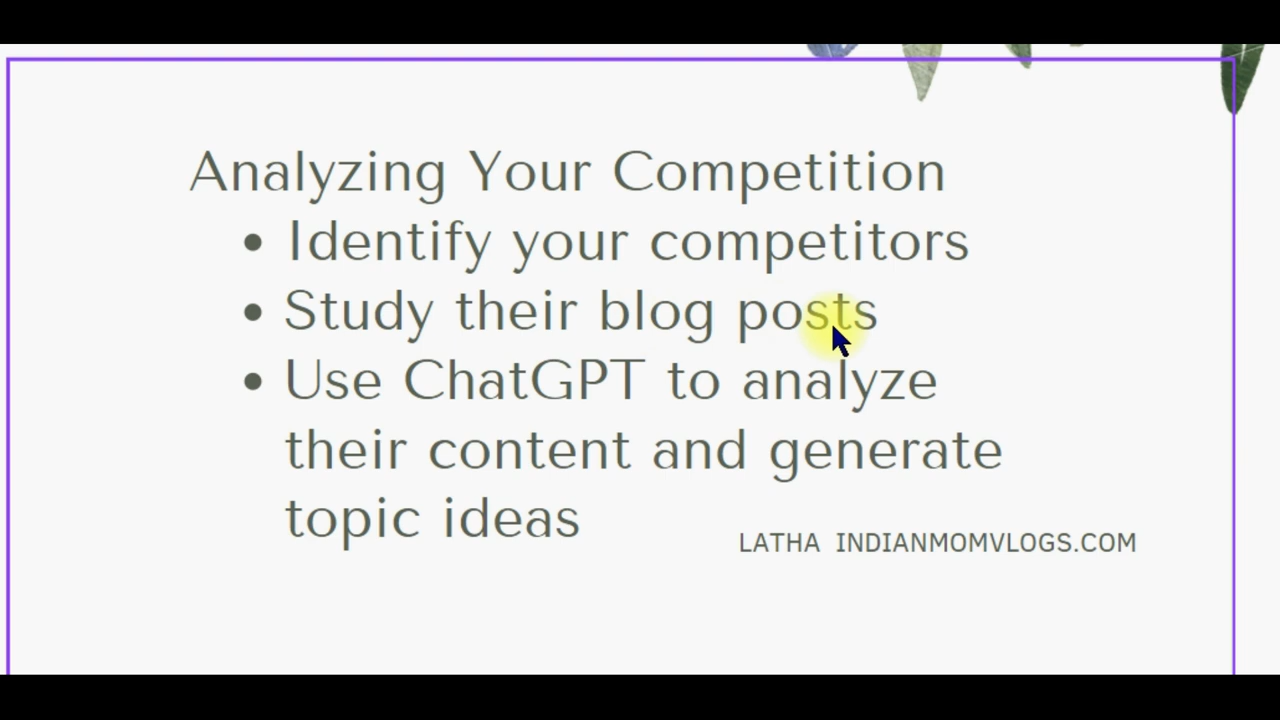 Analyzing Your Competition
• Identify your competitors
• Study their blog posts
• Use ChatGPT to analyze
their content and generate
topic ideas
LATHA INDIANMOMVLOGS.COM